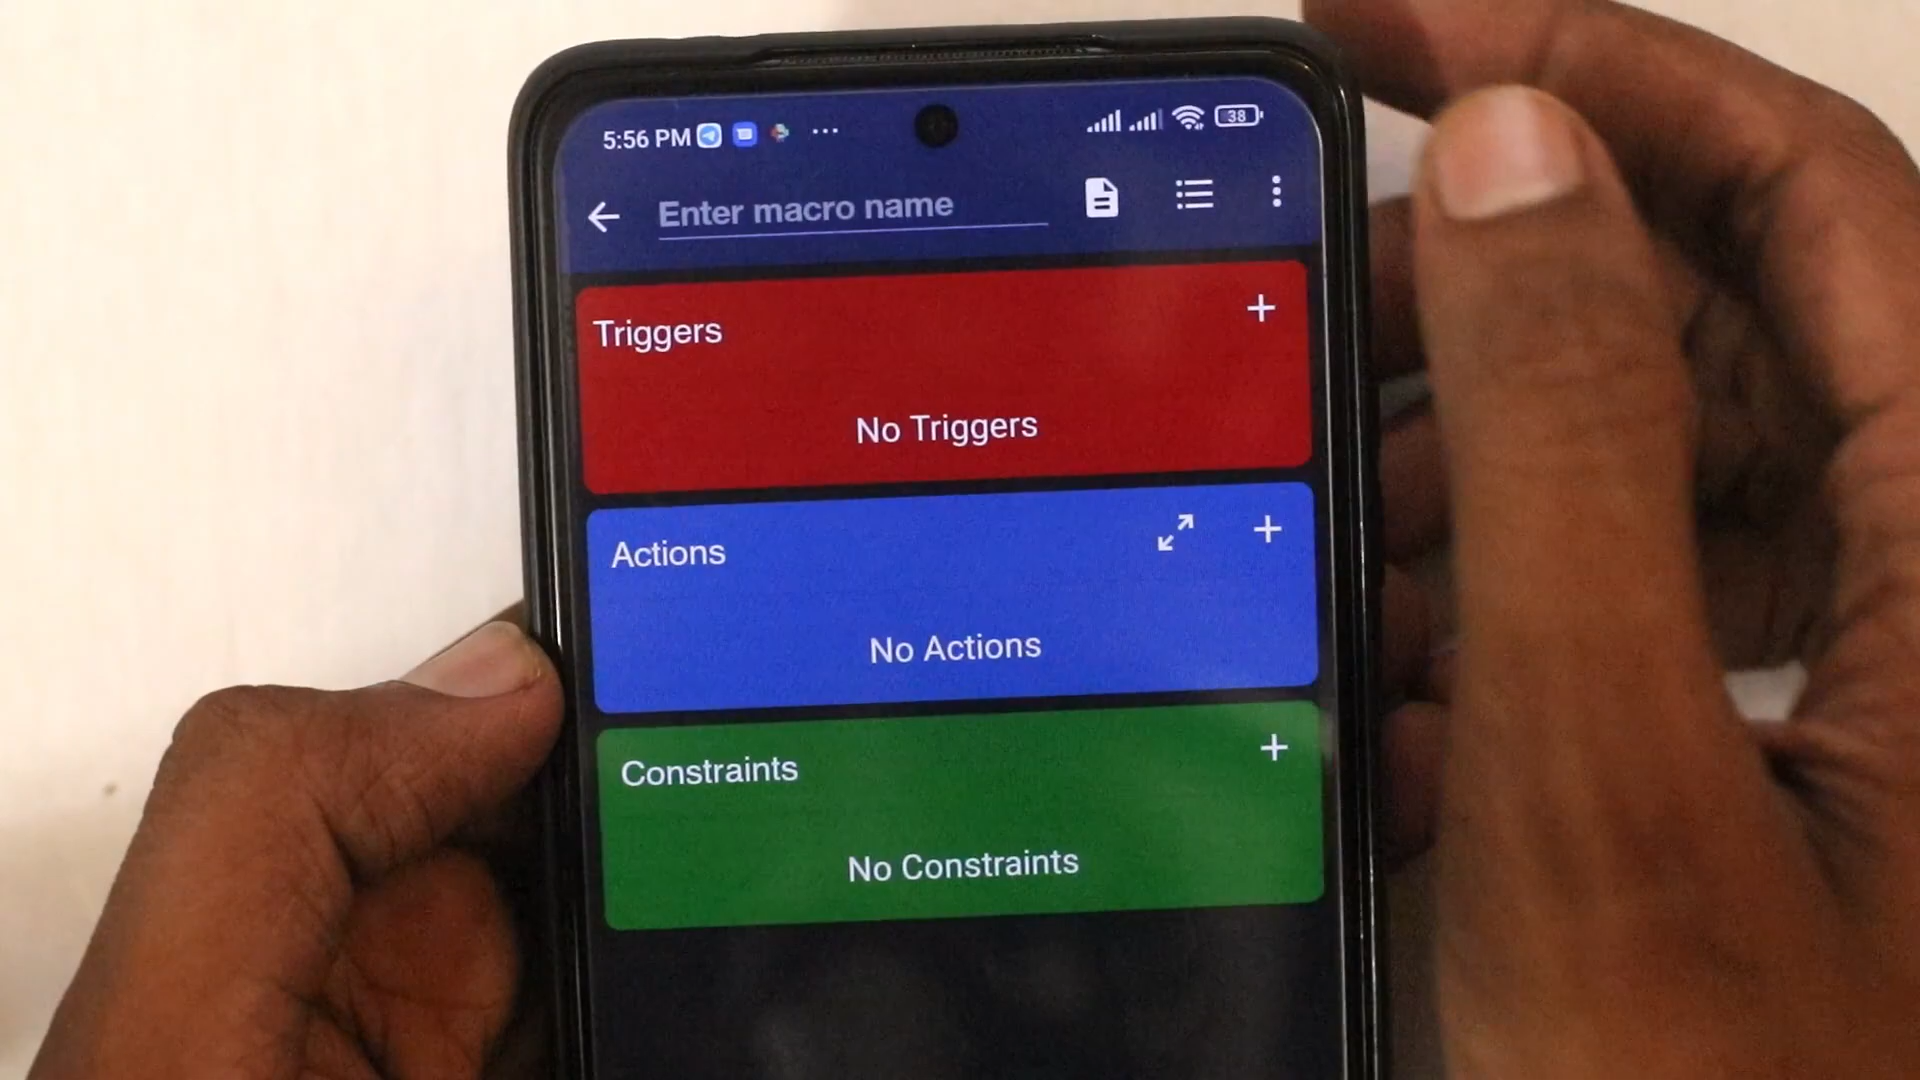 5:56 PM 38
Enter macro name
Triggers
No Triggers
Actions
No Actions
Constraints
No Constraints